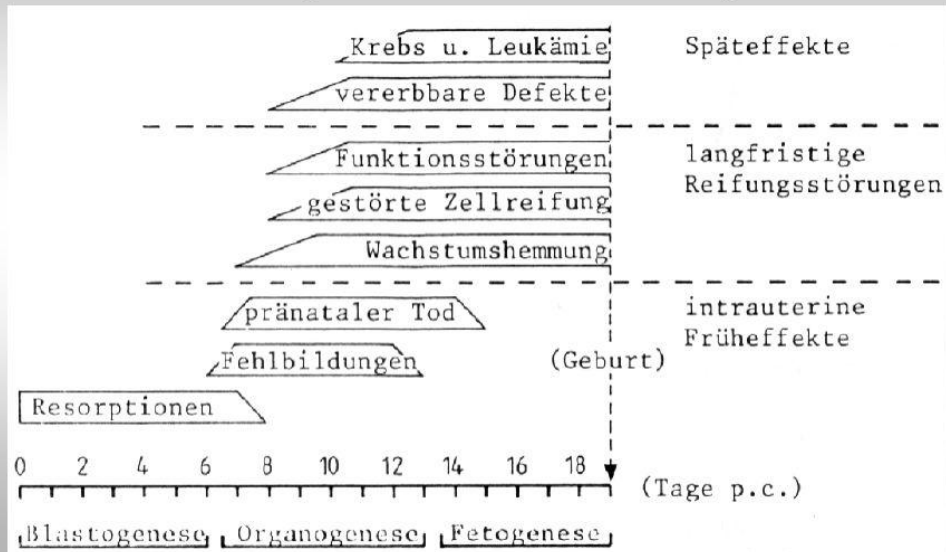 Krebs u. Leukämie
Späteffekte
vererbbare Defekte
Funktionsstörungen
langfristige
Reifungsstörungen
gestörte Zellreifung
Wachstumshemmung
pränataler Tod
intrauterine
Früheffekte
Fehlbildungen
(Geburt)
Resorptionen
0 2 4 6 8 10 12 14 16 18
(Tage p.c.)
Blastogenese Organogenese Fetogenese